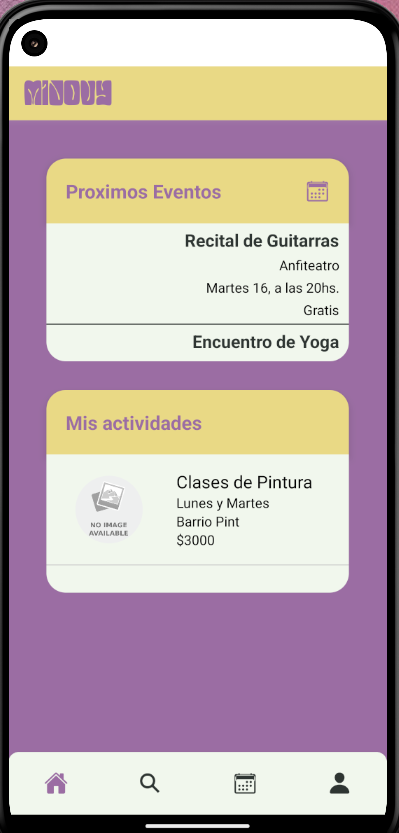 MINOUY
Proximos Eventos
Recital de Guitarras
Anfiteatro
Martes 16, a las 20hs.
Gratis
Encuentro de Yoga
Mis actividades
NO IMAGE
AVAILABLE
Clases de Pintura
Lunes y Martes
Barrio Pint
$3000